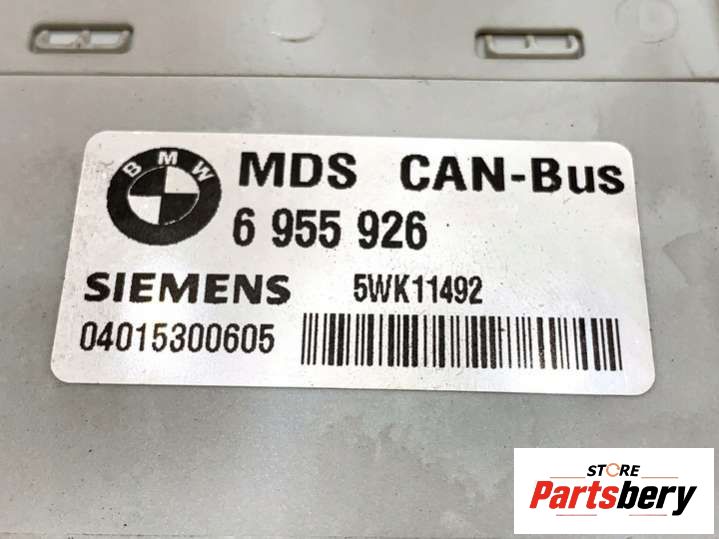 BMW MDS CAN-Bus
6 955 926
SIEMENS 5WK11492
04015300605
STORE
Partsbery